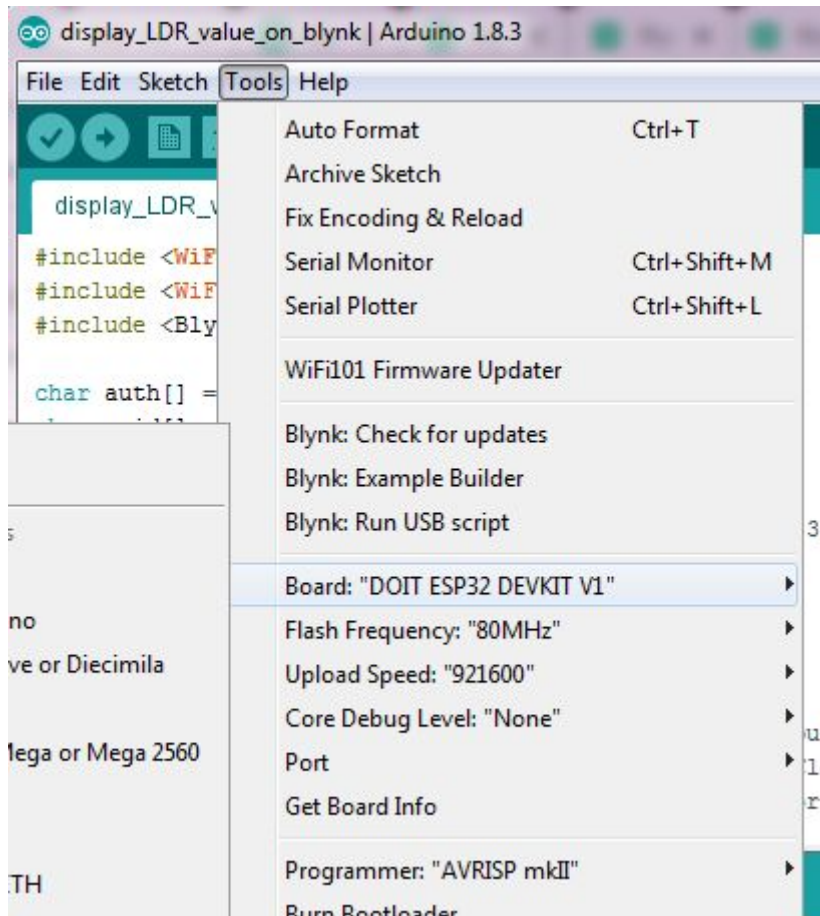 display_LDR_value_on_blynk | Arduino 1.8.3
File Edit Sketch Tools Help
display_LDR_v
#include <WiF
#include <WiF
#include <Bly
char auth[] =
Auto Format Ctrl+T
Archive Sketch
Fix Encoding & Reload
Serial Monitor Ctrl+Shift+M
Serial Plotter Ctrl+Shift+L
WiFi101 Firmware Updater
Blynk: Check for updates
Blynk: Example Builder
Blynk: Run USB script
Board: "DOIT ESP32 DEVKIT V1"
Flash Frequency: "80MHz"
Upload Speed: "921600"
Core Debug Level: "None"
Port
Get Board Info
Programmer: "AVRISP mkII"
Burn Bootloader
no
ve or Diecimila
Mega or Mega 2560
TH
3